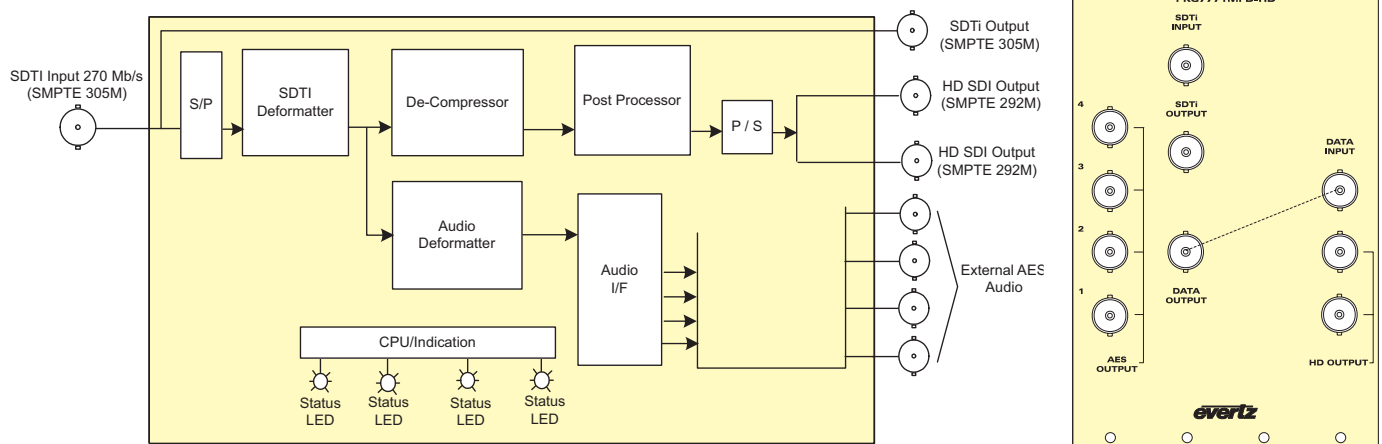 SDTI Input 270 Mb/s
(SMPTE 305M)
S/P
SDTI
Deformatter
De-Compressor
Post Processor
P / S
Audio
Deformatter
Audio
I/F
CPU/Indication
Status
LED
Status
LED
Status
LED
Status
LED
SDTi Output
(SMPTE 305M)
HD SDI Output
(SMPTE 292M)
HD SDI Output
(SMPTE 292M)
External AES
Audio
SDTi
INPUT
SDTi
OUTPUT
DATA
INPUT
4
3
2
1
DATA
OUTPUT
AES
OUTPUT
HD OUTPUT
evertz